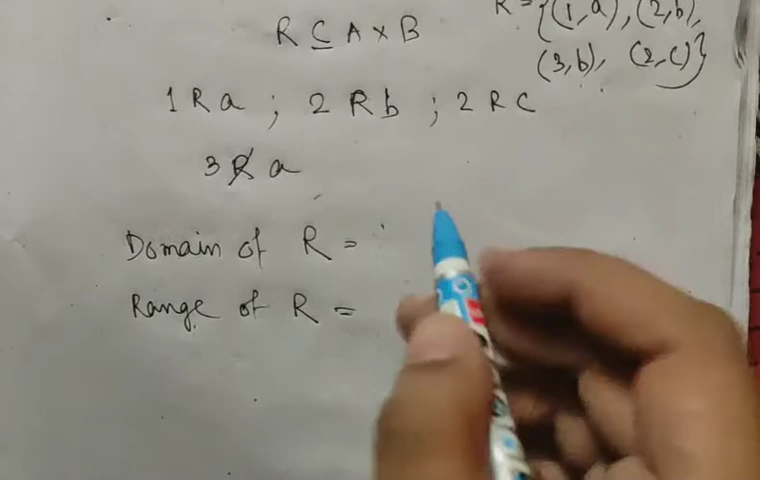 R ⊆ A × B
R = {(1, a), (2, b),
(3, b), (2, c)}
1 R a ; 2 R b ; 2 R c
3 R̸ a
Domain of R =
Range of R =